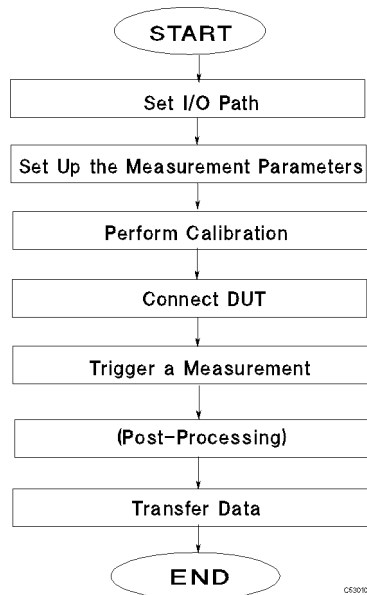 START
Set I/O Path
Set Up the Measurement Parameters
Perform Calibration
Connect DUT
Trigger a Measurement
(Post-Processing)
Transfer Data
END
C53010